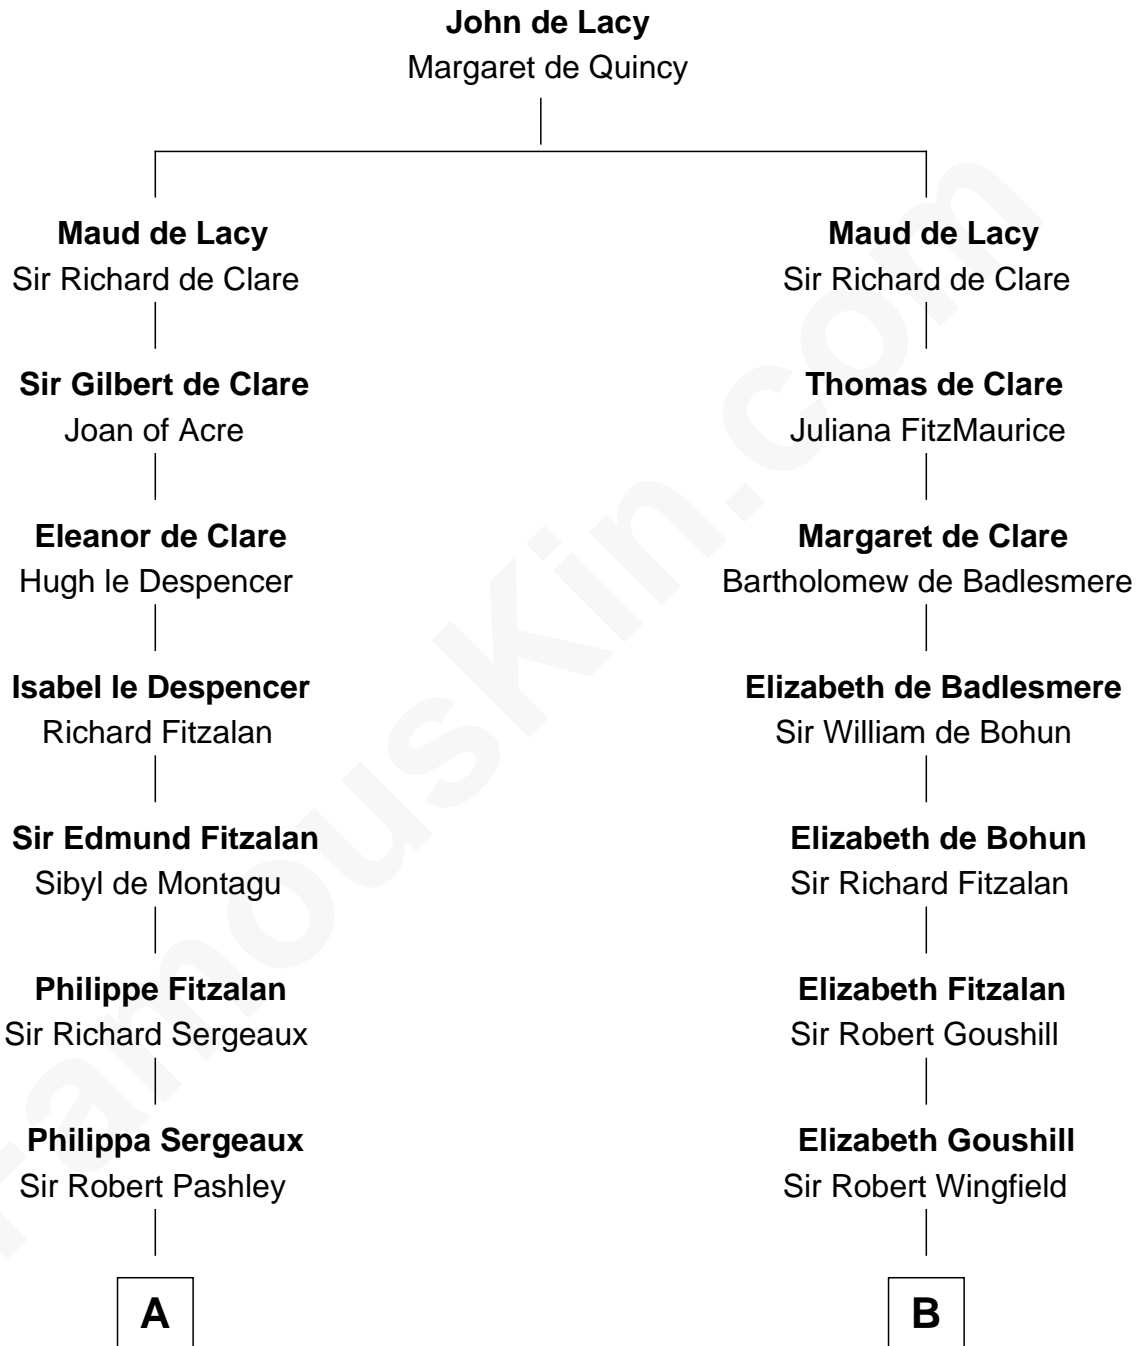 John de Lacy
Margaret de Quincy
Maud de Lacy
Sir Richard de Clare
Sir Gilbert de Clare
Joan of Acre
Eleanor de Clare
Hugh le Despencer
Isabel le Despencer
Richard Fitzalan
Sir Edmund Fitzalan
Sibyl de Montagu
Philippe Fitzalan
Sir Richard Sergeaux
Philippa Sergeaux
Sir Robert Pashley
A
Maud de Lacy
Sir Richard de Clare
Thomas de Clare
Juliana FitzMaurice
Margaret de Clare
Bartholomew de Badlesmere
Elizabeth de Badlesmere
Sir William de Bohun
Elizabeth de Bohun
Sir Richard Fitzalan
Elizabeth Fitzalan
Sir Robert Goushill
Elizabeth Goushill
Sir Robert Wingfield
B
FamousKin.com